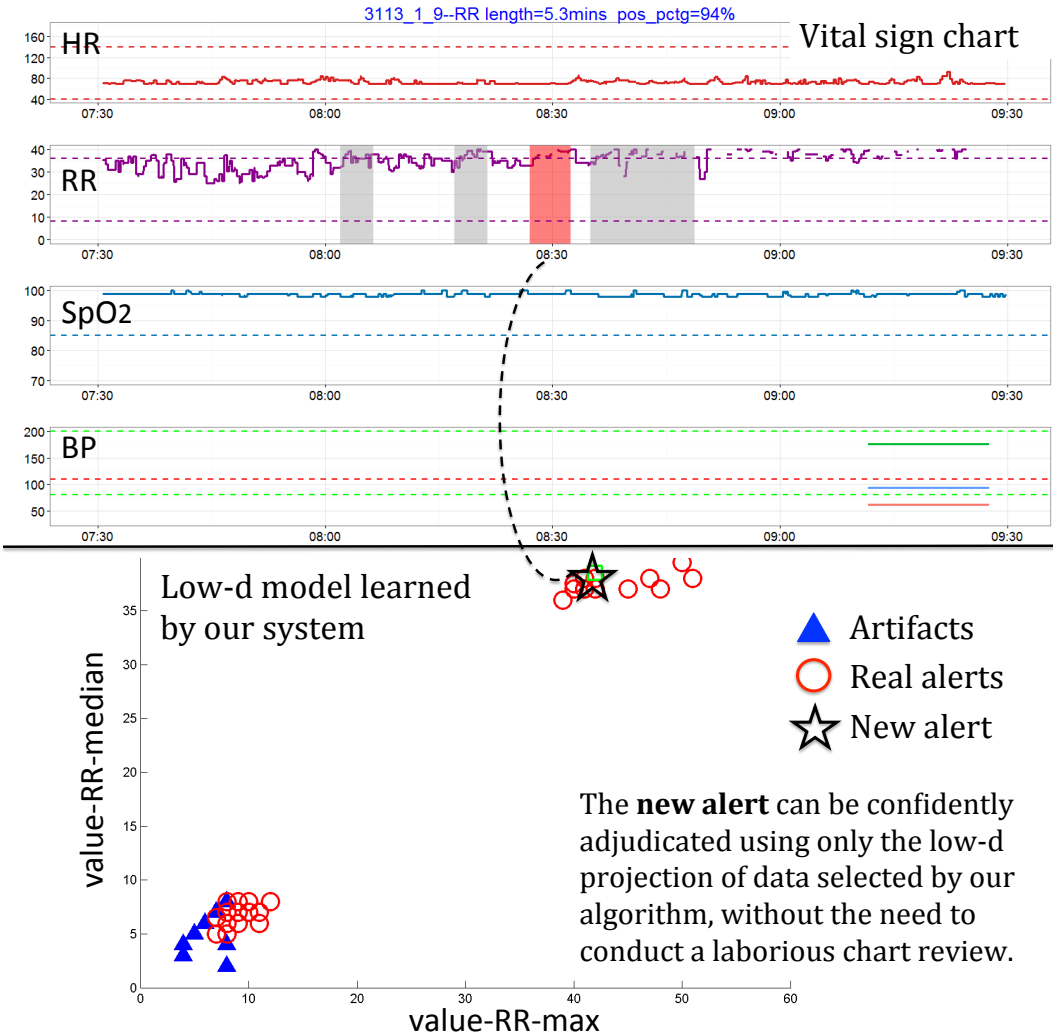 3113_1_9--RR length=5.3mins pos_pctg=94%
Vital sign chart
HR
160
120
80
40
07:30 08:00 08:30 09:00 09:30
RR
40
30
20
10
0
07:30 08:00 08:30 09:00 09:30
SpO2
100
90
80
70
07:30 08:00 08:30 09:00 09:30
BP
200
150
100
50
07:30 08:00 08:30 09:00 09:30
Low-d model learned
by our system
value-RR-median
35
30
25
20
15
10
5
0
0 10 20 30 40 50 60
value-RR-max
Artifacts
Real alerts
New alert
The new alert can be confidently
adjudicated using only the low-d
projection of data selected by our
algorithm, without the need to
conduct a laborious chart review.